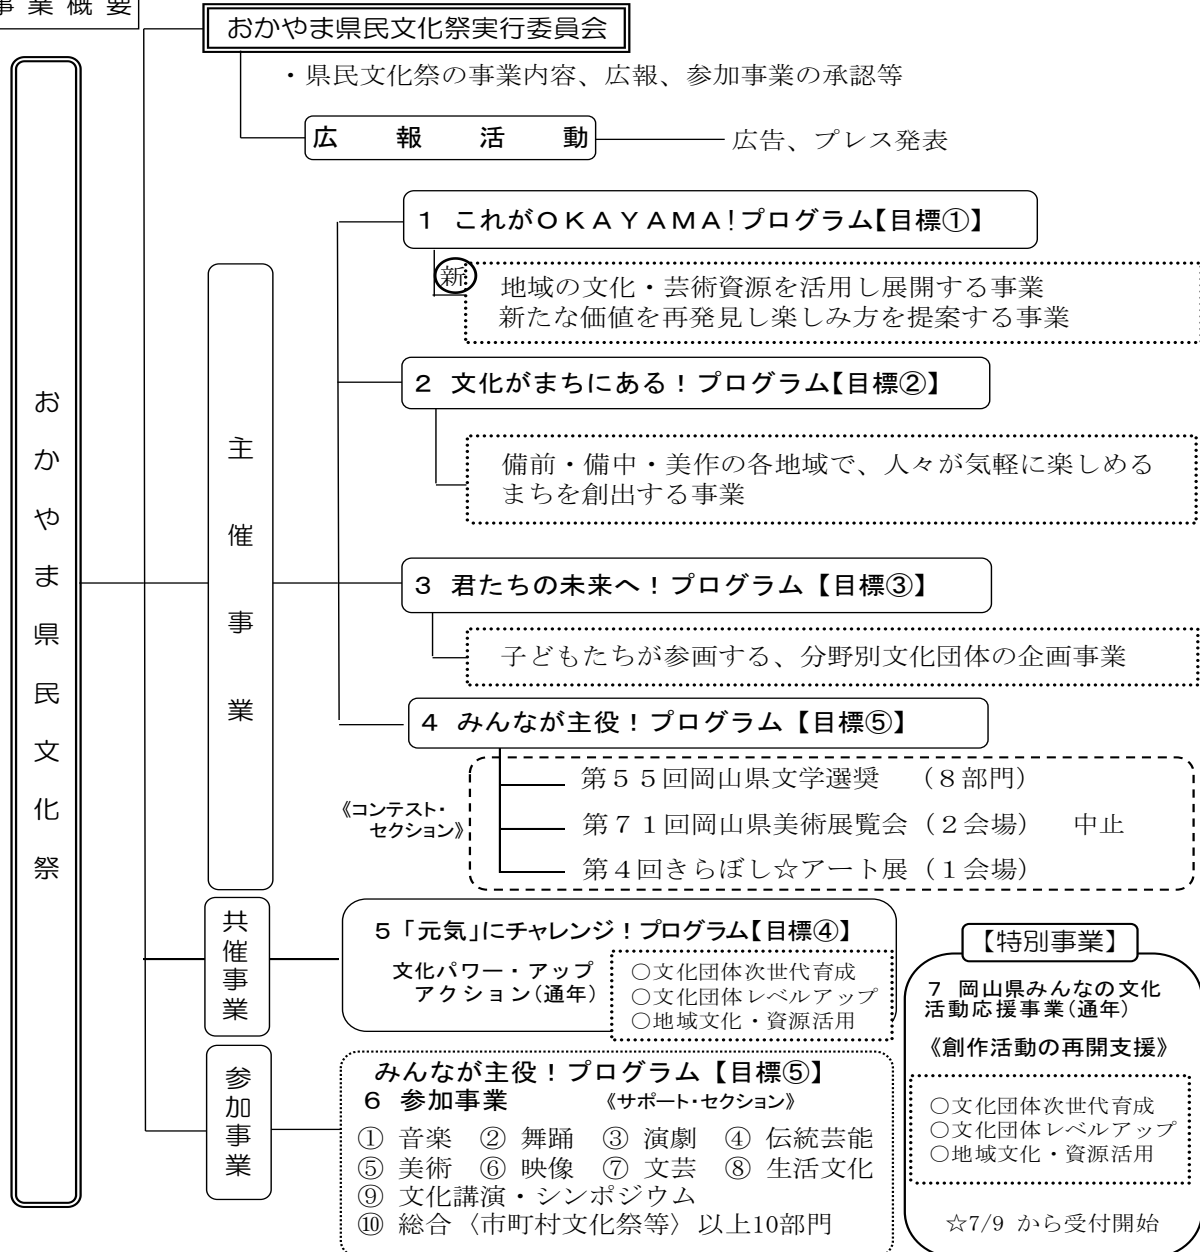 事業概要
おかやま県民文化祭実行委員会
・県民文化祭の事業内容、広報、参加事業の承認等
広報活動
広告、プレス発表
おかやま県民文化祭
主催事業
1 これがOKAYAMA!プログラム【目標①】
新
地域の文化・芸術資源を活用し展開する事業
新たな価値を再発見し楽しみ方を提案する事業
2 文化がまちにある！プログラム【目標②】
備前・備中・美作の各地域で、人々が気軽に楽しめる
まちを創出する事業
3 君たちの未来へ！プログラム【目標③】
子どもたちが参画する、分野別文化団体の企画事業
4 みんなが主役！プログラム【目標⑤】
《コンテスト・
セクション》
第５５回岡山県文学選奨 （８部門）
第７１回岡山県美術展覧会（２会場） 中止
第４回きらぼし☆アート展（１会場）
共催事業
5「元気」にチャレンジ！プログラム【目標④】
文化パワー・アップ
アクション(通年)
○文化団体次世代育成
○文化団体レベルアップ
○地域文化・資源活用
参加事業
みんなが主役！プログラム【目標⑤】
6 参加事業 《サポート・セクション》
① 音楽 ② 舞踊 ③ 演劇 ④ 伝統芸能
⑤ 美術 ⑥ 映像 ⑦ 文芸 ⑧ 生活文化
⑨ 文化講演・シンポジウム
⑩ 総合〈市町村文化祭等〉以上10部門
【特別事業】
7 岡山県みんなの文化
活動応援事業(通年)
《創作活動の再開支援》
○文化団体次世代育成
○文化団体レベルアップ
○地域文化・資源活用
☆7/9 から受付開始